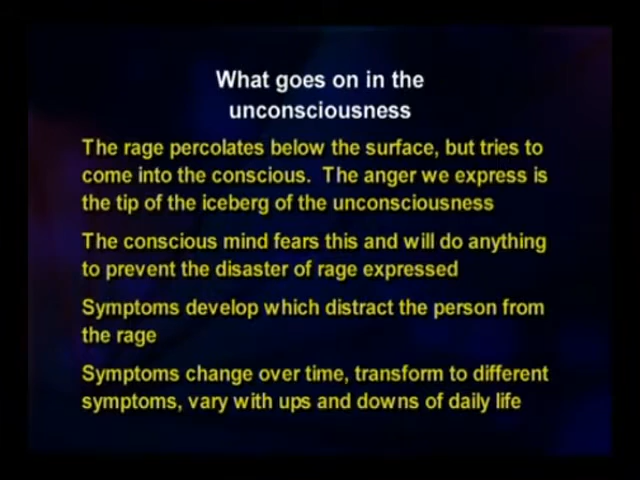 What goes on in the
unconsciousness
The rage percolates below the surface, but tries to
come into the conscious. The anger we express is
the tip of the iceberg of the unconsciousness
The conscious mind fears this and will do anything
to prevent the disaster of rage expressed
Symptoms develop which distract the person from
the rage
Symptoms change over time, transform to different
symptoms, vary with ups and downs of daily life